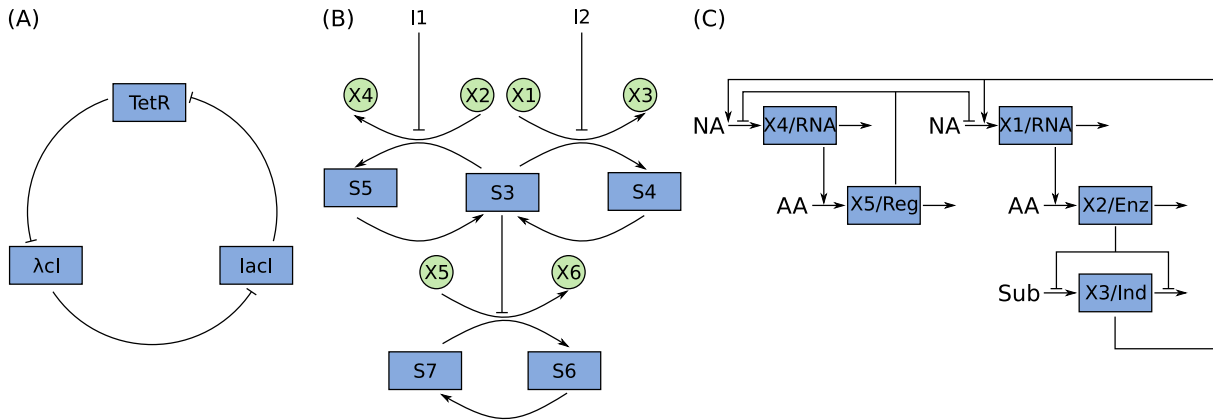 (A)
TetR
λcI
lacI
(B)
I1
I2
X4
X2
X1
X3
S5
S3
S4
X5
X6
S7
S6
(C)
NA
X4/RNA
NA
X1/RNA
AA
X5/Reg
AA
X2/Enz
Sub
X3/Ind